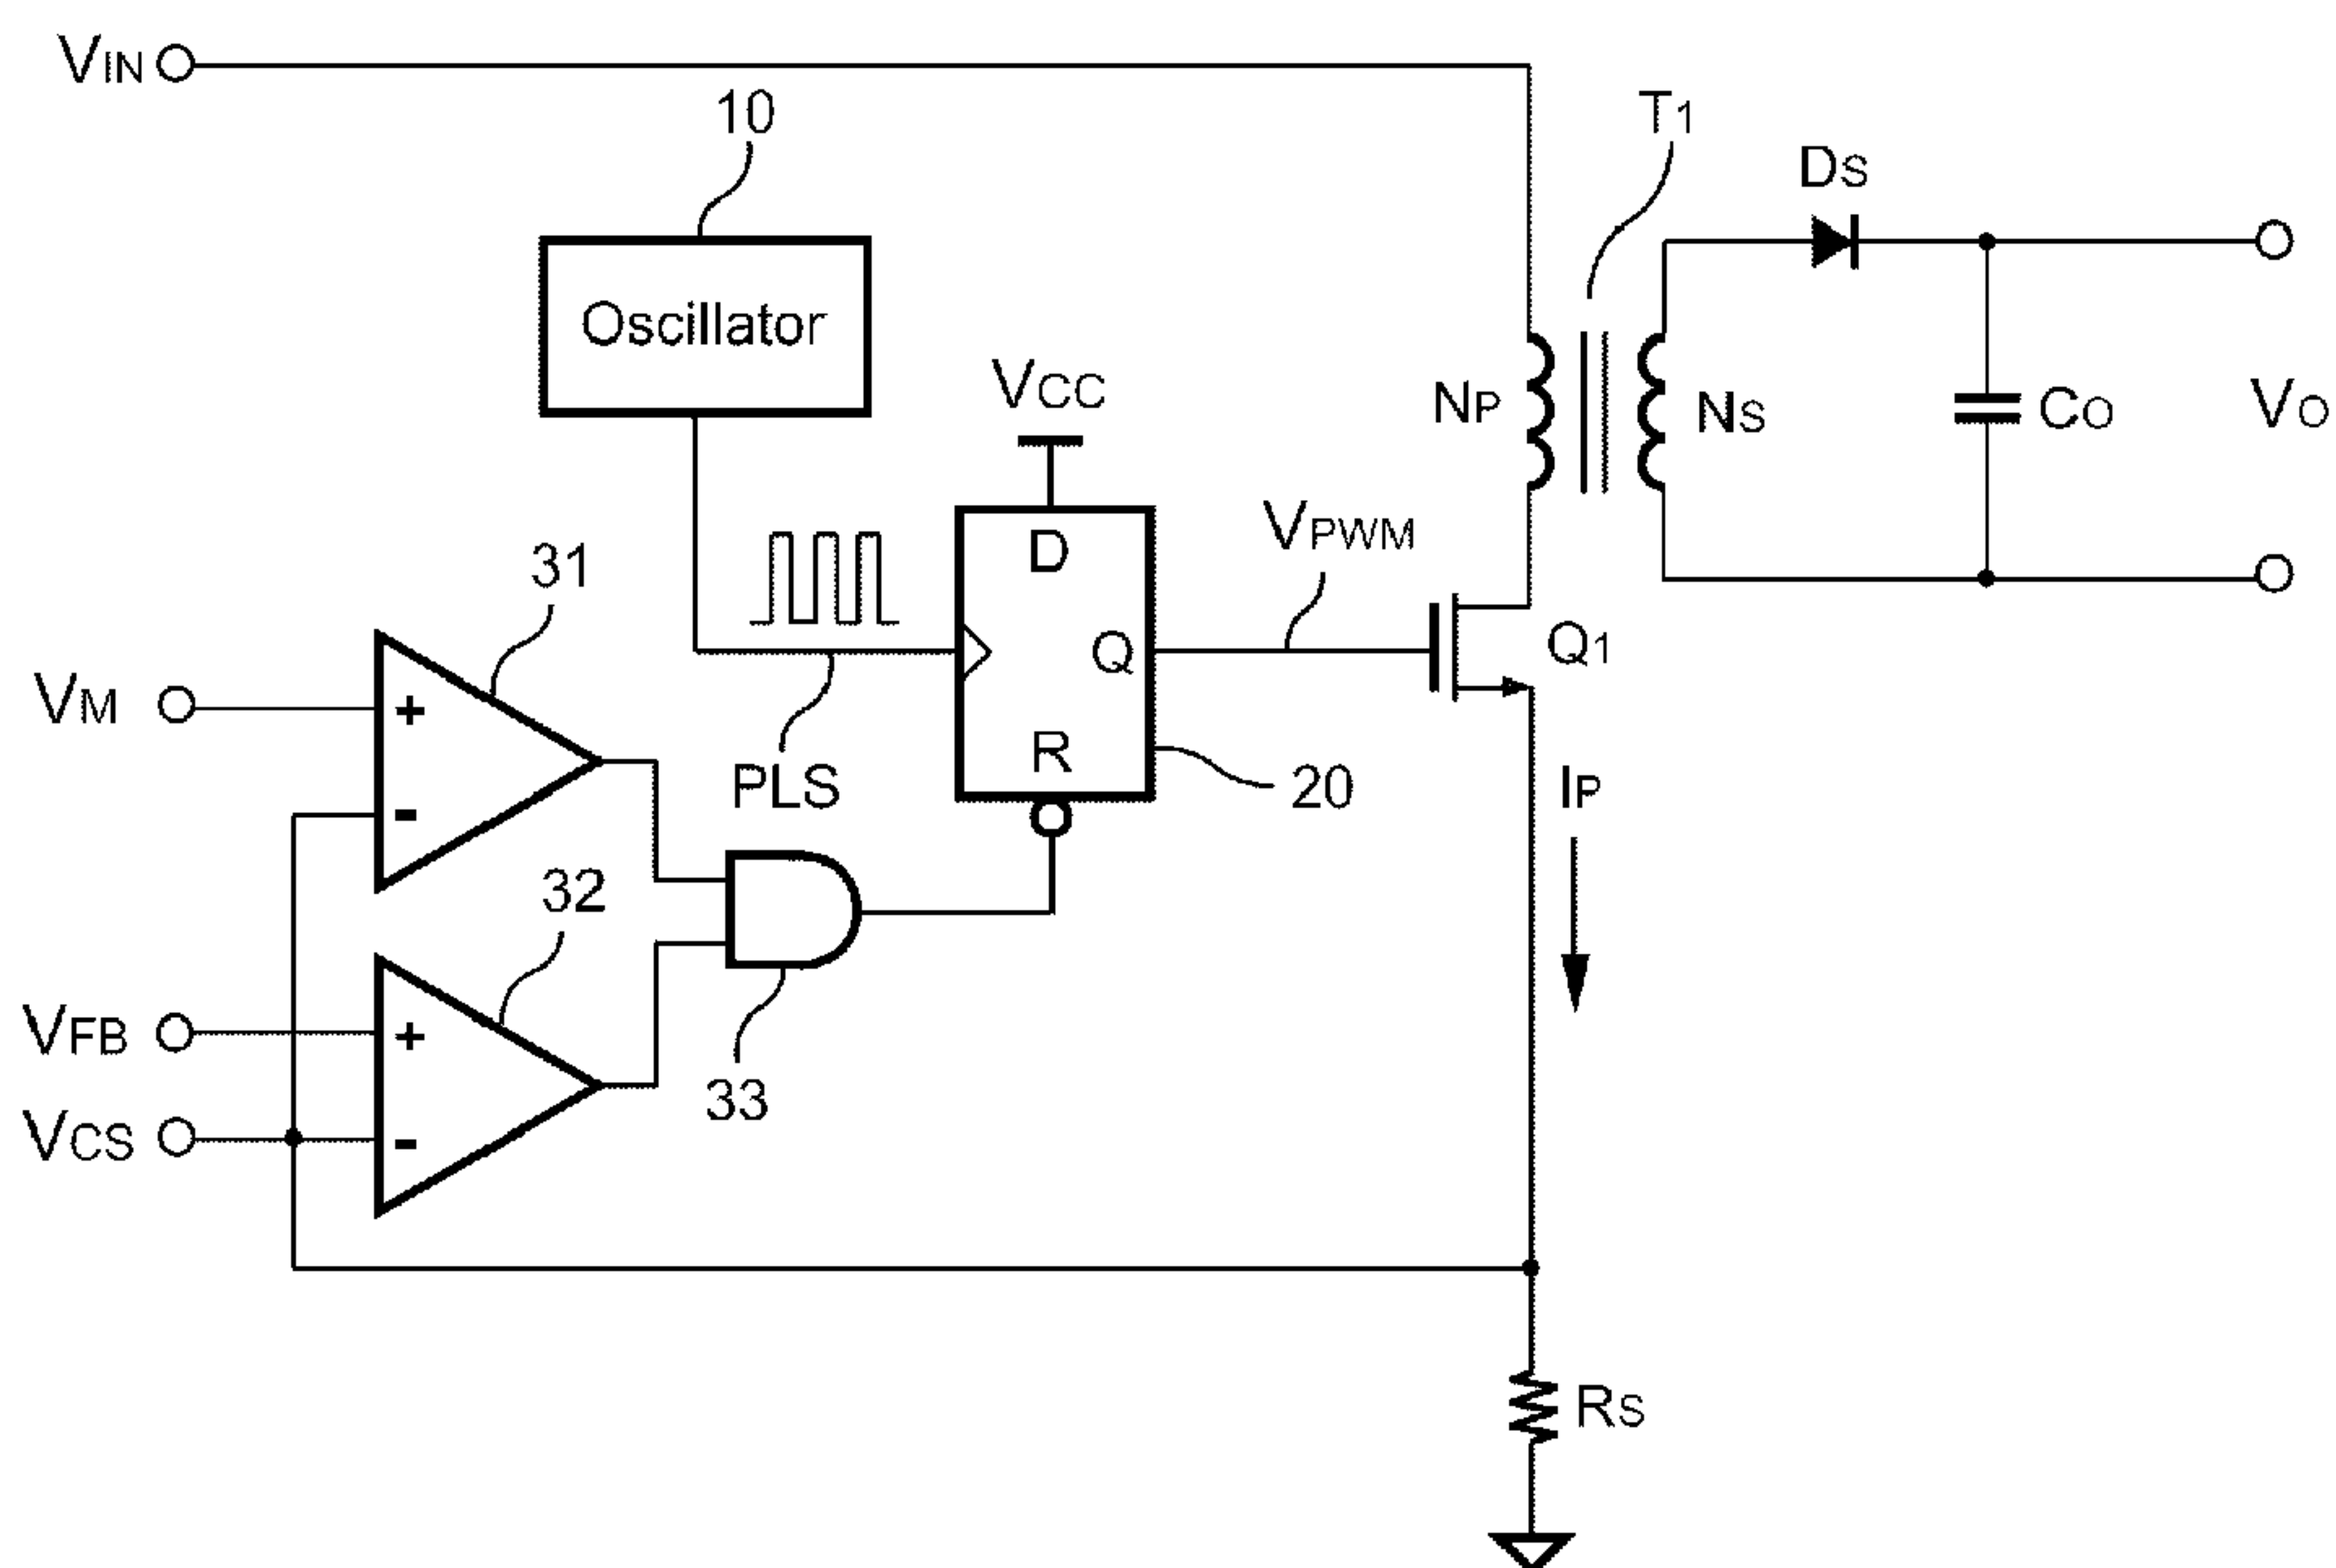 VIN
10
T1
DS
Oscillator
VCC
NP
NS
CO
VO
VPWM
D
31
Q
Q1
VM
+
R
PLS
20
IP
-
32
VFB
+
33
VCS
-
RS